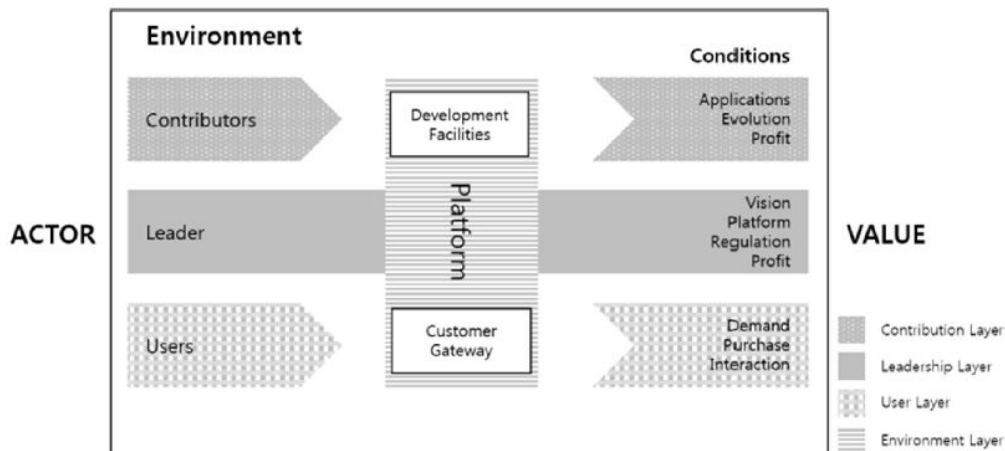 Environment
Conditions
Contributors
Development
Facilities
Applications
Evolution
Profit
ACTOR
Leader
Platform
Vision
Platform
Regulation
Profit
VALUE
Users
Customer
Gateway
Demand
Purchase
Interaction
Contribution Layer
Leadership Layer
User Layer
Environment Layer